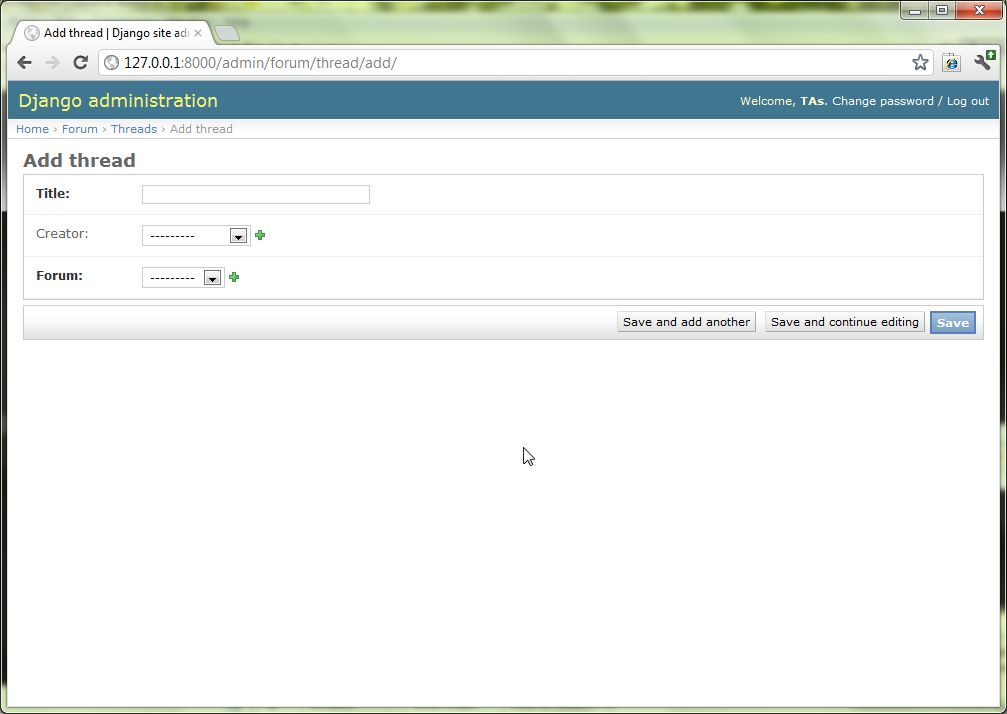 Add thread | Django site adi
127.0.0.1:8000/admin/forum/thread/add/
Django administration
Welcome, TAs. Change password / Log out
Home › Forum › Threads › Add thread
Add thread
Title:
Creator: ---------
Forum: ---------
Save and add another Save and continue editing Save